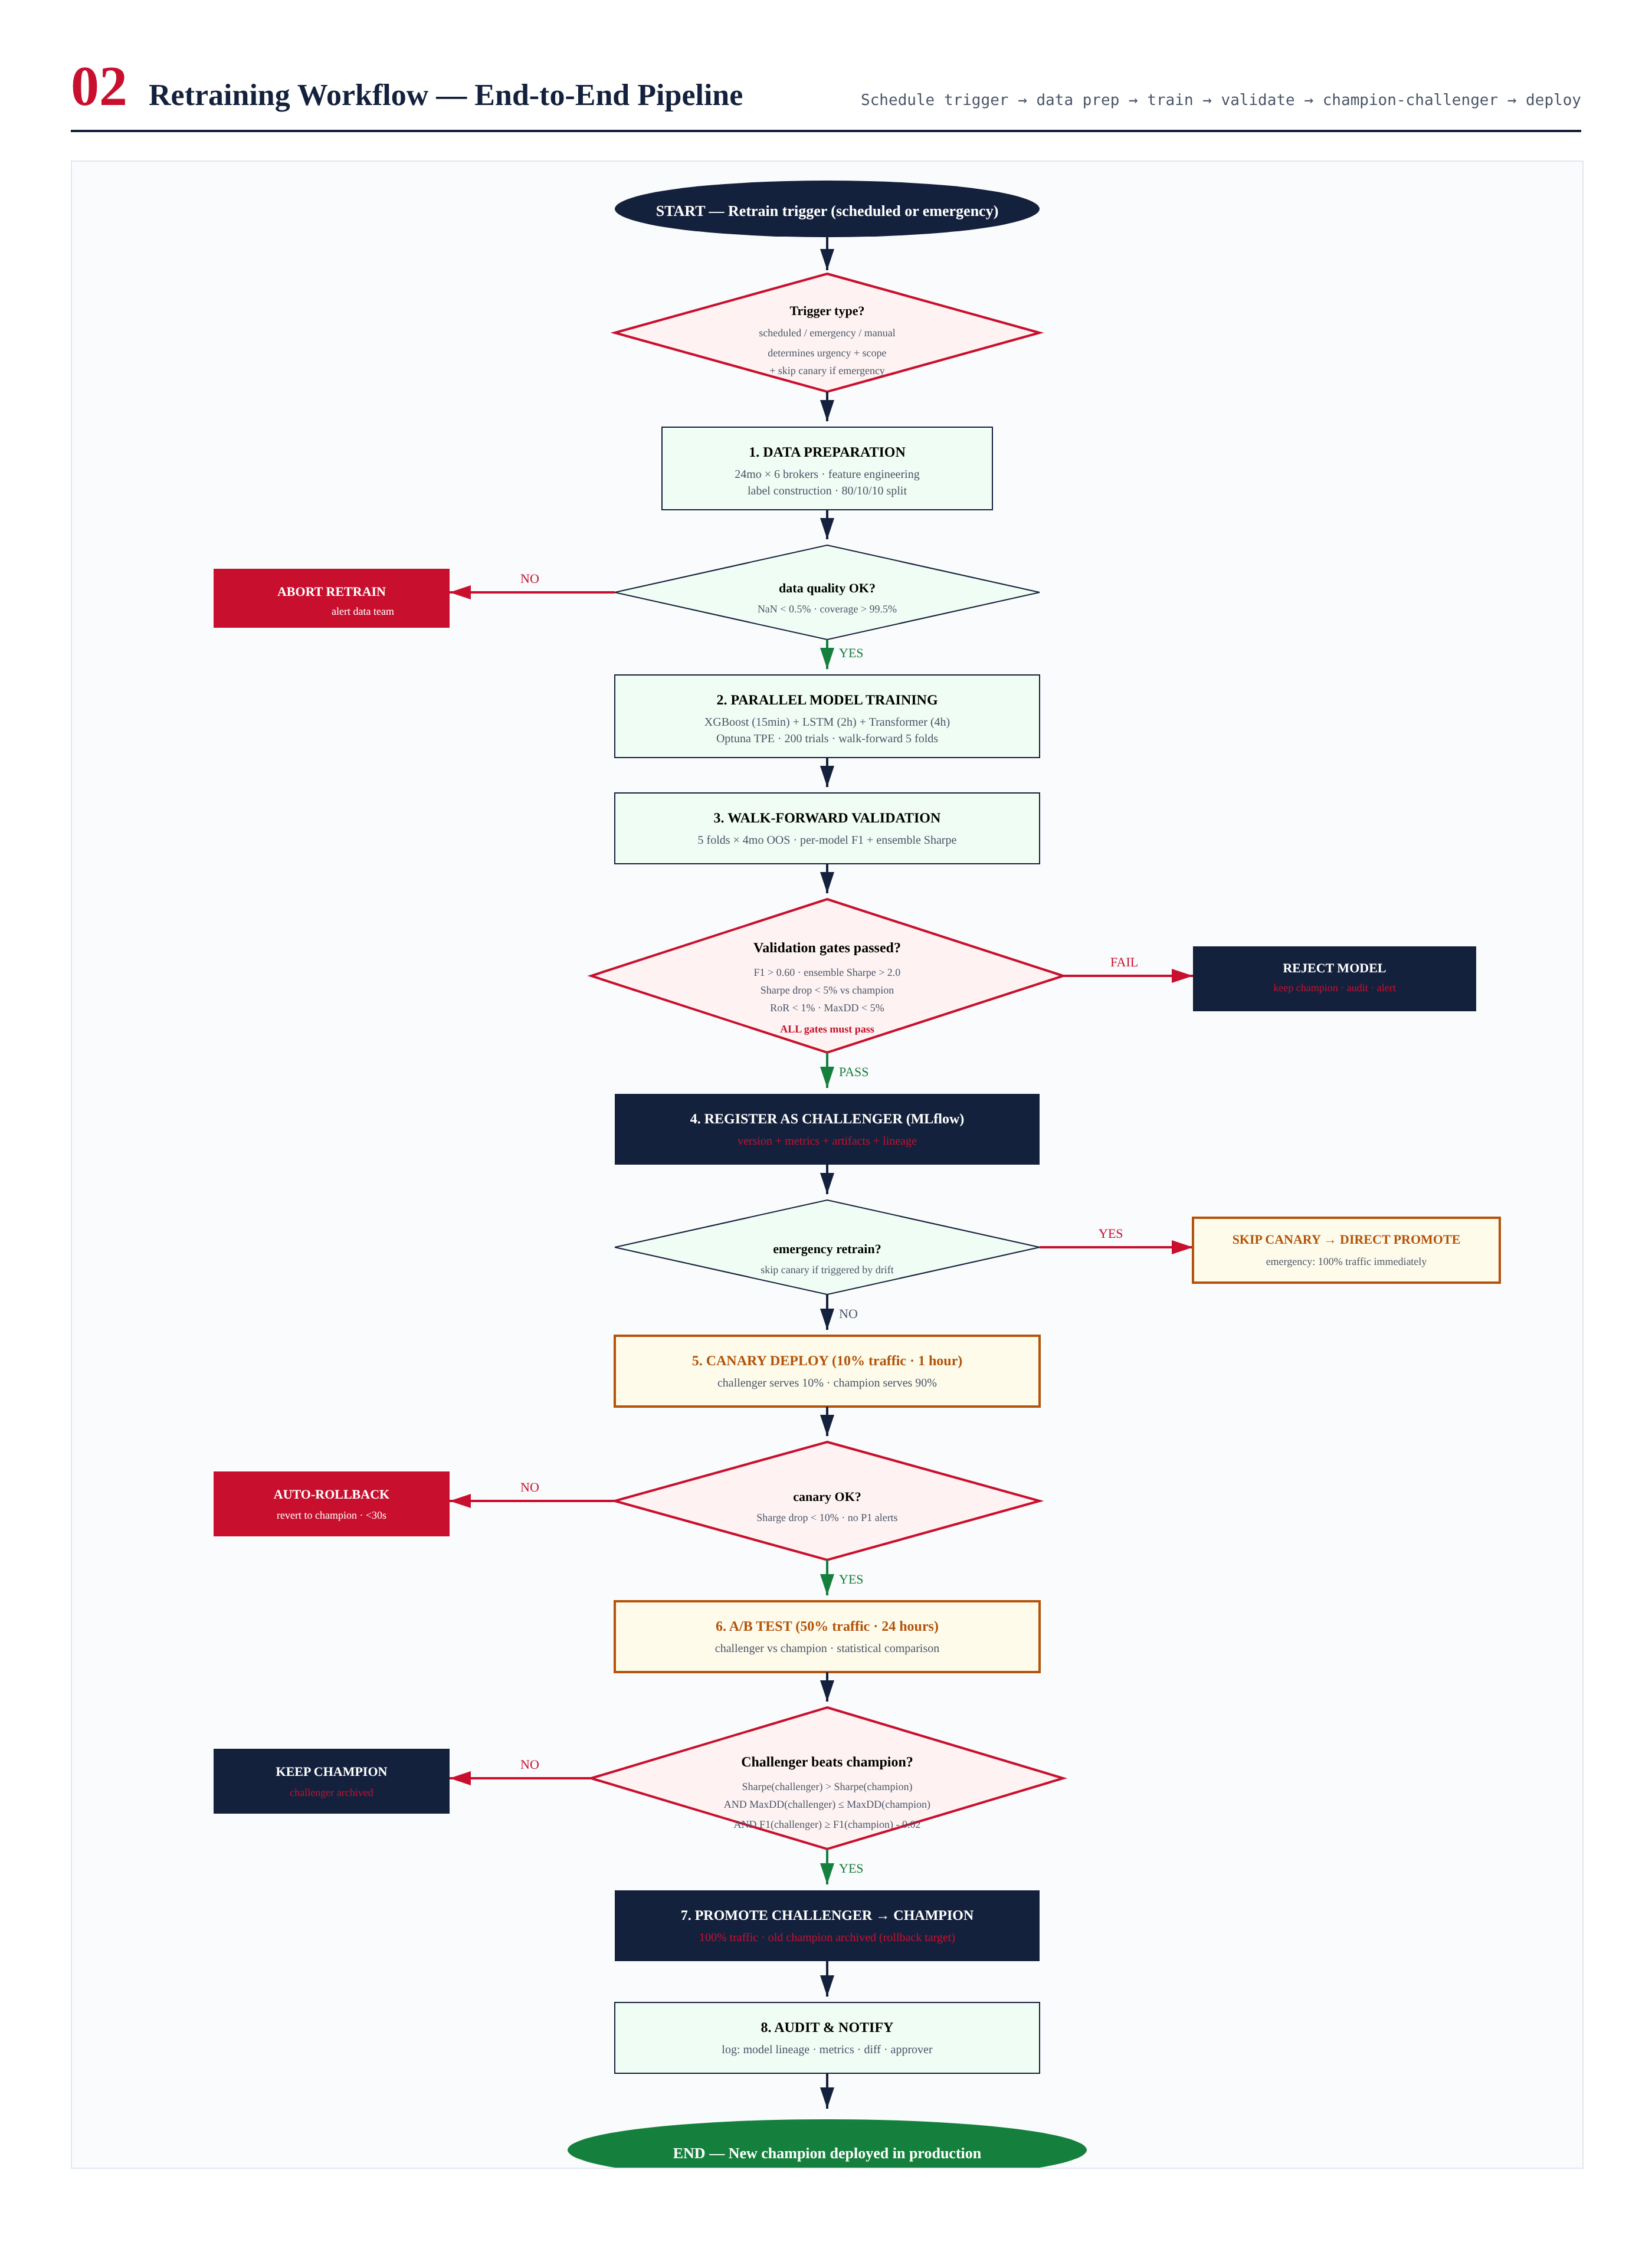 02 Retraining Workflow — End-to-End Pipeline
Schedule trigger → data prep → train → validate → champion-challenger → deploy
START — Retrain trigger (scheduled or emergency)
Trigger type?
scheduled / emergency / manual
determines urgency + scope
+ skip canary if emergency
1. DATA PREPARATION
24mo × 6 brokers · feature engineering
label construction · 80/10/10 split
data quality OK?
NaN < 0.5% · coverage > 99.5%
NO
ABORT RETRAIN
alert data team
YES
2. PARALLEL MODEL TRAINING
XGBoost (15min) + LSTM (2h) + Transformer (4h)
Optuna TPE · 200 trials · walk-forward 5 folds
3. WALK-FORWARD VALIDATION
5 folds × 4mo OOS · per-model F1 + ensemble Sharpe
Validation gates passed?
F1 > 0.60 · ensemble Sharpe > 2.0
Sharpe drop < 5% vs champion
RoR < 1% · MaxDD < 5%
ALL gates must pass
FAIL
REJECT MODEL
keep champion · audit · alert
PASS
4. REGISTER AS CHALLENGER (MLflow)
version + metrics + artifacts + lineage
emergency retrain?
skip canary if triggered by drift
YES
SKIP CANARY → DIRECT PROMOTE
emergency: 100% traffic immediately
NO
5. CANARY DEPLOY (10% traffic · 1 hour)
challenger serves 10% · champion serves 90%
canary OK?
Sharge drop < 10% · no P1 alerts
NO
AUTO-ROLLBACK
revert to champion · <30s
YES
6. A/B TEST (50% traffic · 24 hours)
challenger vs champion · statistical comparison
Challenger beats champion?
Sharpe(challenger) > Sharpe(champion)
AND MaxDD(challenger) ≤ MaxDD(champion)
AND F1(challenger) ≥ F1(champion) - 0.02
NO
KEEP CHAMPION
challenger archived
YES
7. PROMOTE CHALLENGER → CHAMPION
100% traffic · old champion archived (rollback target)
8. AUDIT & NOTIFY
log: model lineage · metrics · diff · approver
END — New champion deployed in production